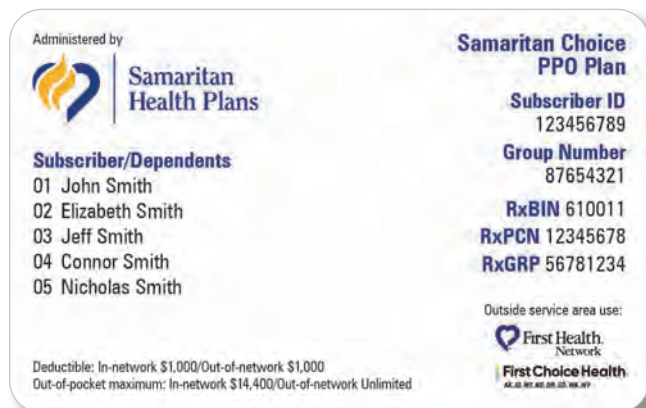 Administered by
Samaritan
Health Plans
Subscriber/Dependents
01 John Smith
02 Elizabeth Smith
03 Jeff Smith
04 Connor Smith
05 Nicholas Smith
Deductible: In-network $1,000/Out-of-network $1,000
Out-of-pocket maximum: In-network $14,400/Out-of-network Unlimited
Samaritan Choice
PPO Plan
Subscriber ID
123456789
Group Number
87654321
RxBIN 610011
RxPCN 12345678
RxGRP 56781234
Outside service area use:
First Health.
Network
First Choice Health